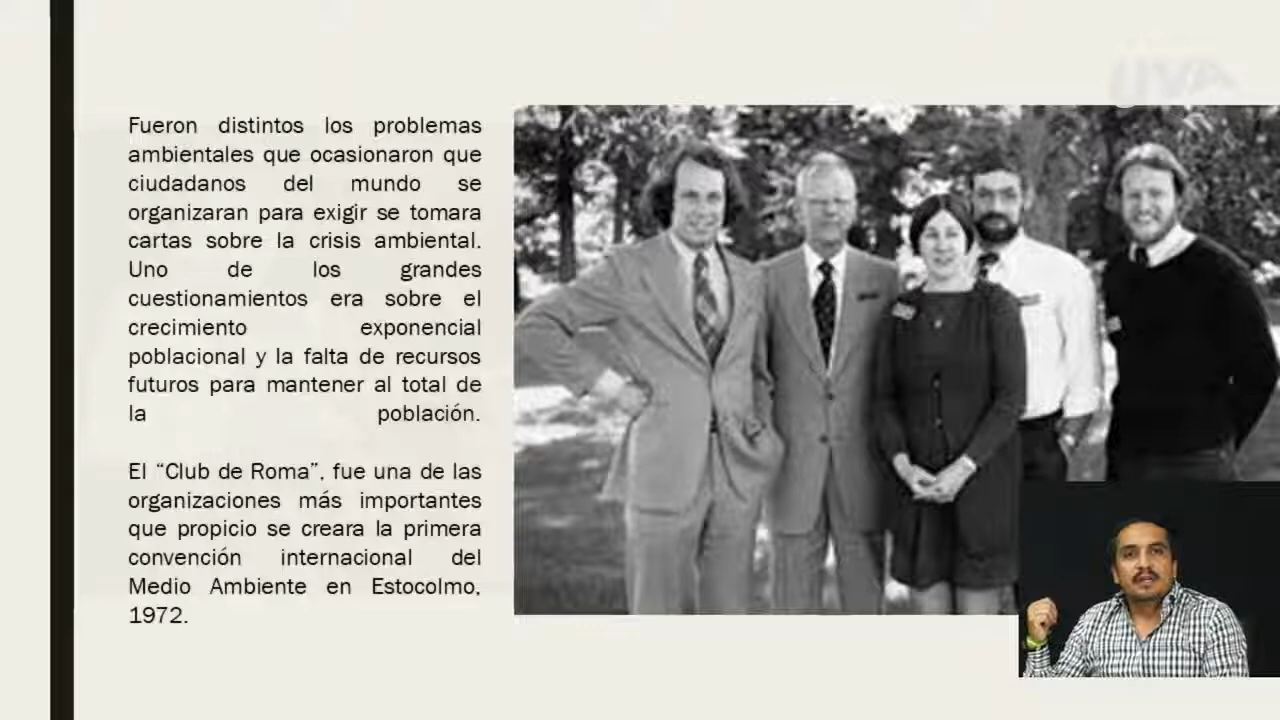 UVA
Fueron distintos los problemas
ambientales que ocasionaron que
ciudadanos del mundo se
organizaran para exigir se tomara
cartas sobre la crisis ambiental.
Uno de los grandes
cuestionamientos era sobre el
crecimiento exponencial
poblacional y la falta de recursos
futuros para mantener al total de
la población.
El “Club de Roma”, fue una de las
organizaciones más importantes
que propicio se creara la primera
convención internacional del
Medio Ambiente en Estocolmo,
1972.